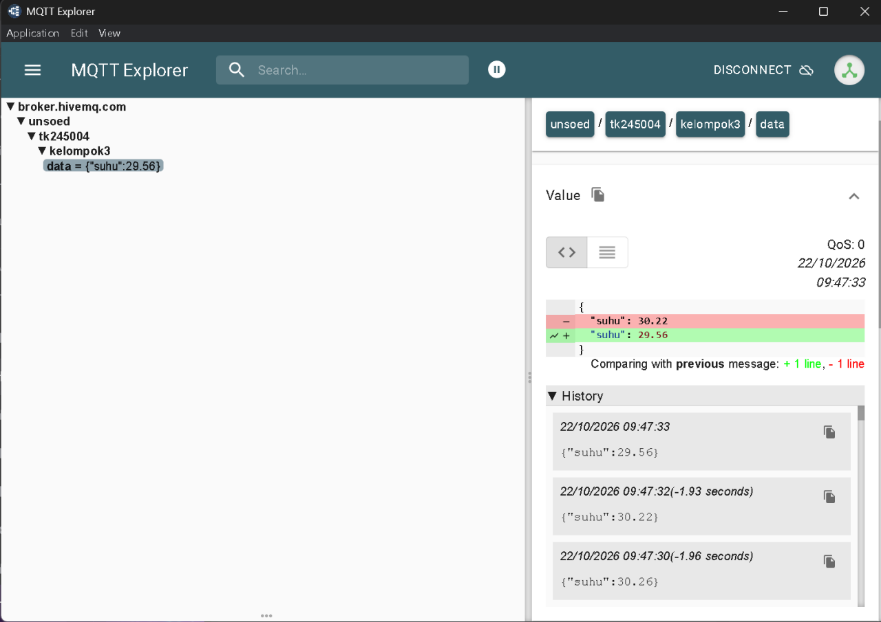 MQTT Explorer
Application Edit View
MQTT Explorer Search... DISCONNECT
▼ broker.hivemq.com
▼ unsoed
▼ tk245004
▼ kelompok3
data = {"suhu":29.56}
unsoed / tk245004 / kelompok3 / data
Value
QoS: 0
22/10/2026
09:47:33
{
- "suhu": 30.22
+ "suhu": 29.56
}
Comparing with previous message: + 1 line, - 1 line
▼ History
22/10/2026 09:47:33
{"suhu":29.56}
22/10/2026 09:47:32(-1.93 seconds)
{"suhu":30.22}
22/10/2026 09:47:30(-1.96 seconds)
{"suhu":30.26}